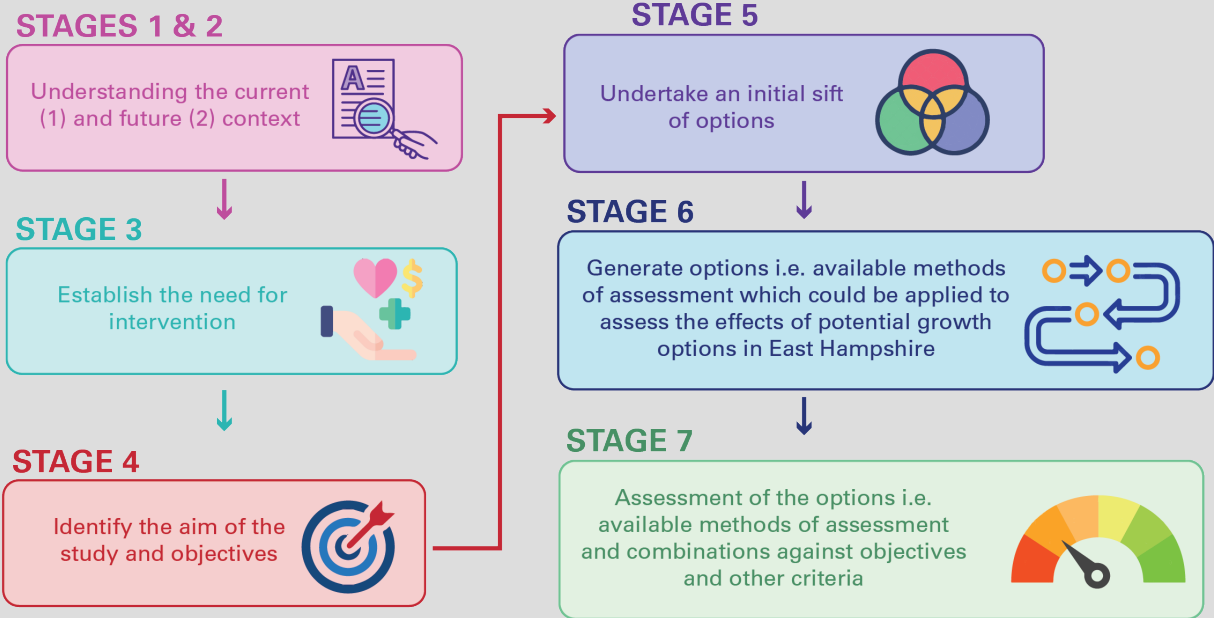 STAGES 1 & 2
Understanding the current
(1) and future (2) context
A
STAGE 3
Establish the need for
intervention
$
STAGE 4
Identify the aim of the
study and objectives
STAGE 5
Undertake an initial sift
of options
STAGE 6
Generate options i.e. available methods
of assessment which could be applied to
assess the effects of potential growth
options in East Hampshire
STAGE 7
Assessment of the options i.e.
available methods of assessment
and combinations against objectives
and other criteria